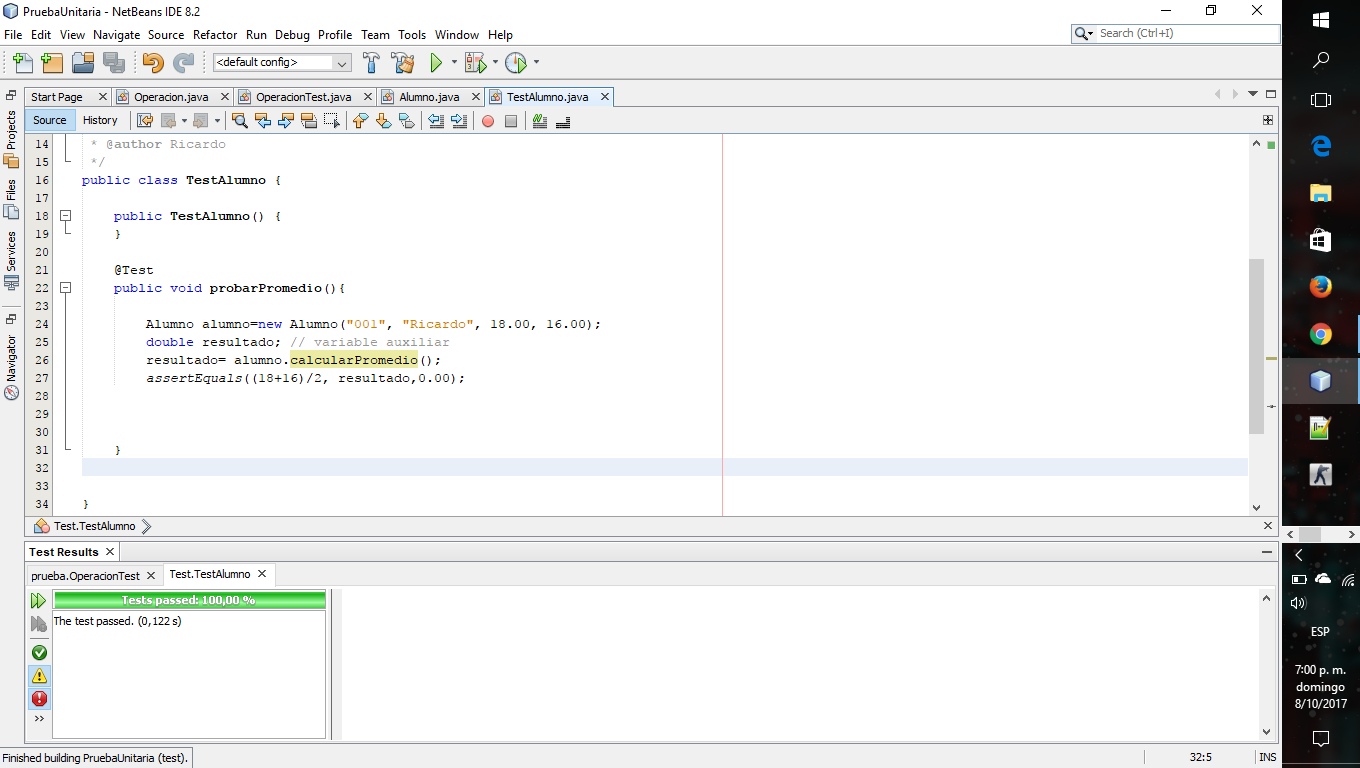 PruebaUnitaria - NetBeans IDE 8.2
File Edit View Navigate Source Refactor Run Debug Profile Team Tools Window Help
Search (Ctrl+I)
<default config>
Start Page Operacion.java OperacionTest.java Alumno.java TestAlumno.java
Source History
Projects
Files
Services
Navigator
14 * @author Ricardo
15 */
16 public class TestAlumno {
17
18 public TestAlumno() {
19 }
20
21 @Test
22 public void probarPromedio(){
23
24 Alumno alumno=new Alumno("001", "Ricardo", 18.00, 16.00);
25 double resultado; // variable auxiliar
26 resultado= alumno.calcularPromedio();
27 assertEquals((18+16)/2, resultado,0.00);
28
29
30
31 }
32
33
34 }
Test.TestAlumno
Test Results
prueba.OperacionTest Test.TestAlumno
Tests passed: 100,00 %
The test passed. (0,122 s)
Finished building PruebaUnitaria (test).
32:5 INS
ESP
7:00 p. m.
domingo
8/10/2017